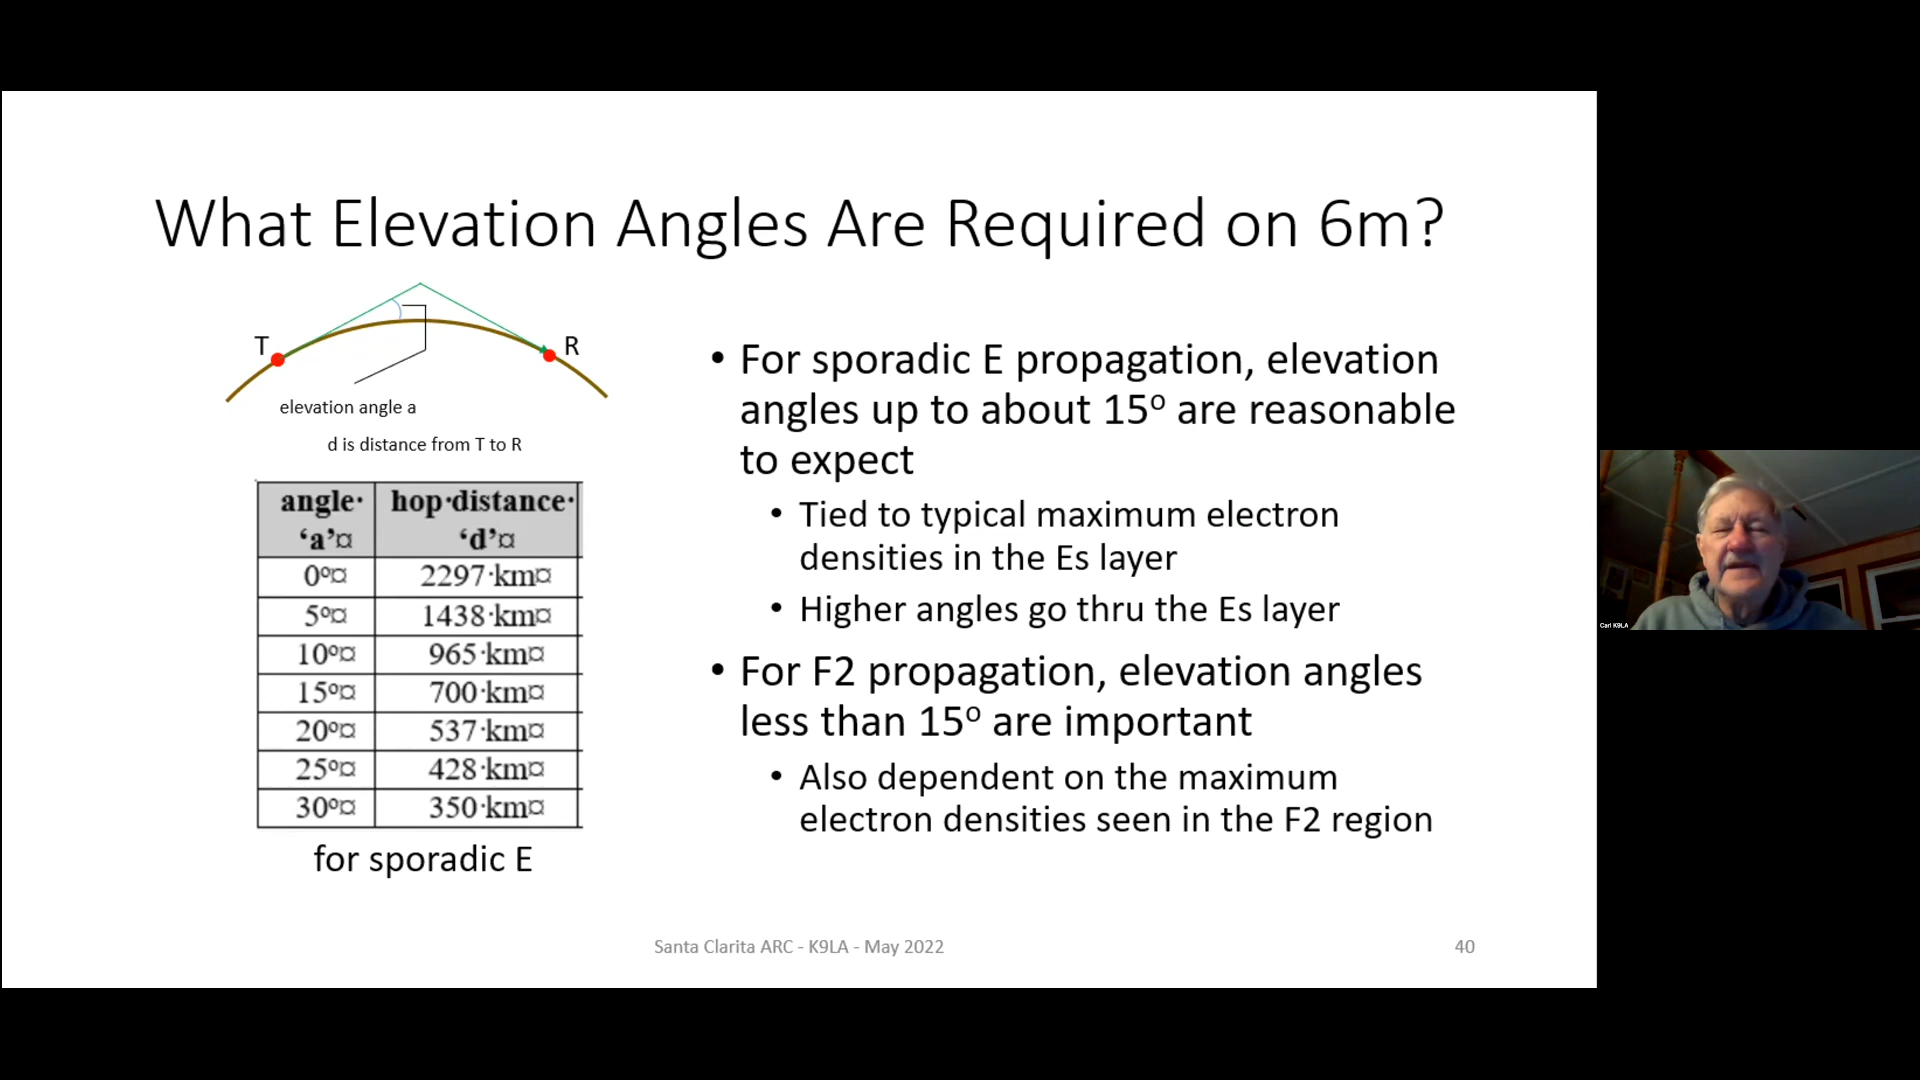 What Elevation Angles Are Required on 6m?
T
R
elevation angle a
d is distance from T to R
angle· hop·distance·
‘a’¤ ‘d’¤
0º¤ 2297·km¤
5º¤ 1438·km¤
10º¤ 965·km¤
15º¤ 700·km¤
20º¤ 537·km¤
25º¤ 428·km¤
30º¤ 350·km¤
for sporadic E
• For sporadic E propagation, elevation
angles up to about 15º are reasonable
to expect
• Tied to typical maximum electron
densities in the Es layer
• Higher angles go thru the Es layer
• For F2 propagation, elevation angles
less than 15º are important
• Also dependent on the maximum
electron densities seen in the F2 region
Santa Clarita ARC - K9LA - May 2022
40
Carl K9LA